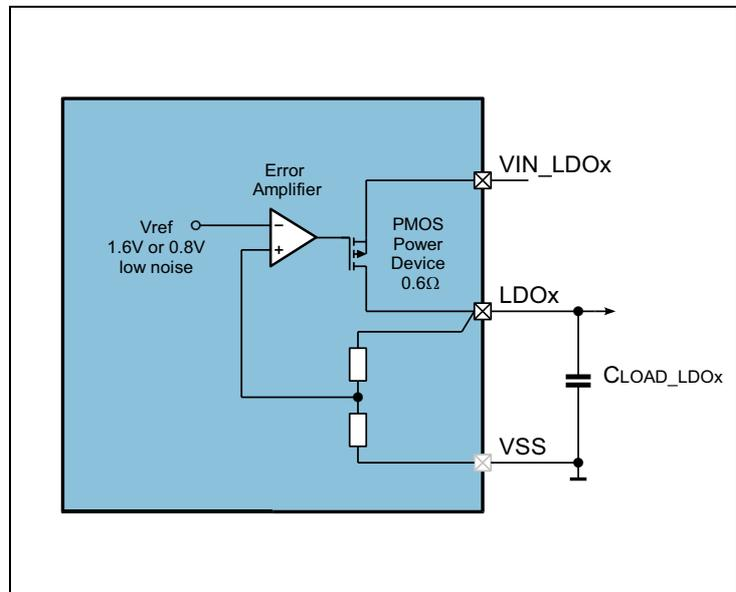 VIN_LDOx
Error
Amplifier
Vref
1.6V or 0.8V
low noise
−
+
PMOS
Power
Device
0.6Ω
LDOx
CLOAD_LDOx
VSS